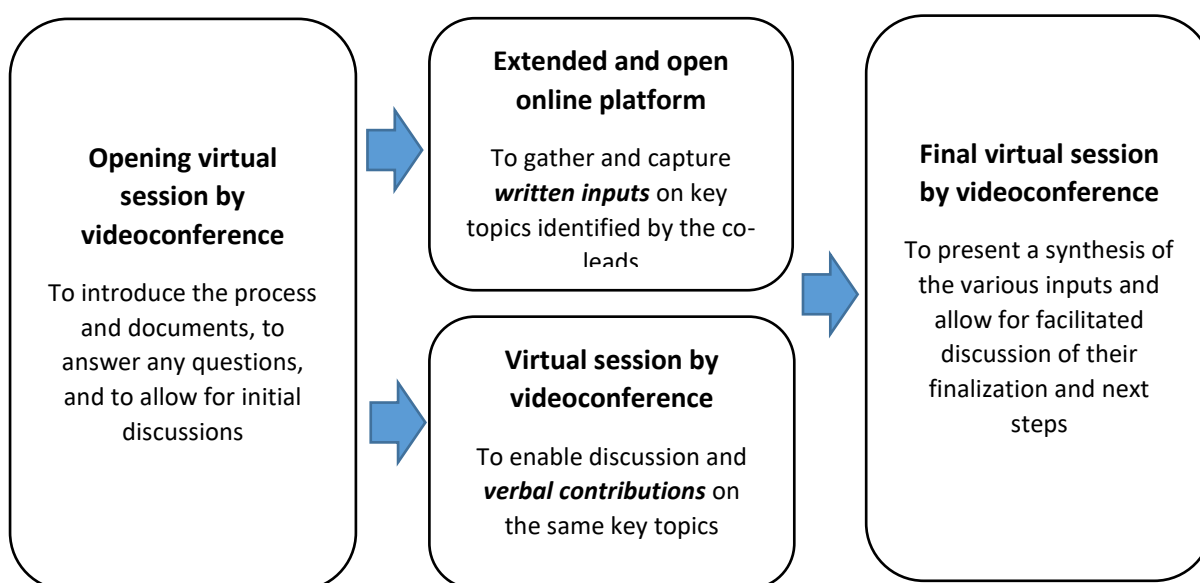 Opening virtual
session by
videoconference
To introduce the process
and documents, to
answer any questions,
and to allow for initial
discussions
Extended and open
online platform
To gather and capture
written inputs on key
topics identified by the co-
leads
Virtual session by
videoconference
To enable discussion and
verbal contributions on
the same key topics
Final virtual session
by videoconference
To present a synthesis of
the various inputs and
allow for facilitated
discussion of their
finalization and next
steps